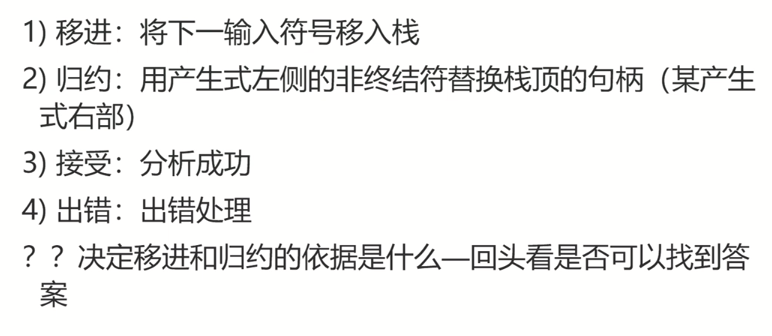 1) 移进：将下一输入符号移入栈
2) 归约：用产生式左侧的非终结符替换栈顶的句柄（某产生
式右部）
3) 接受：分析成功
4) 出错：出错处理
？？决定移进和归约的依据是什么—回头看是否可以找到答
案